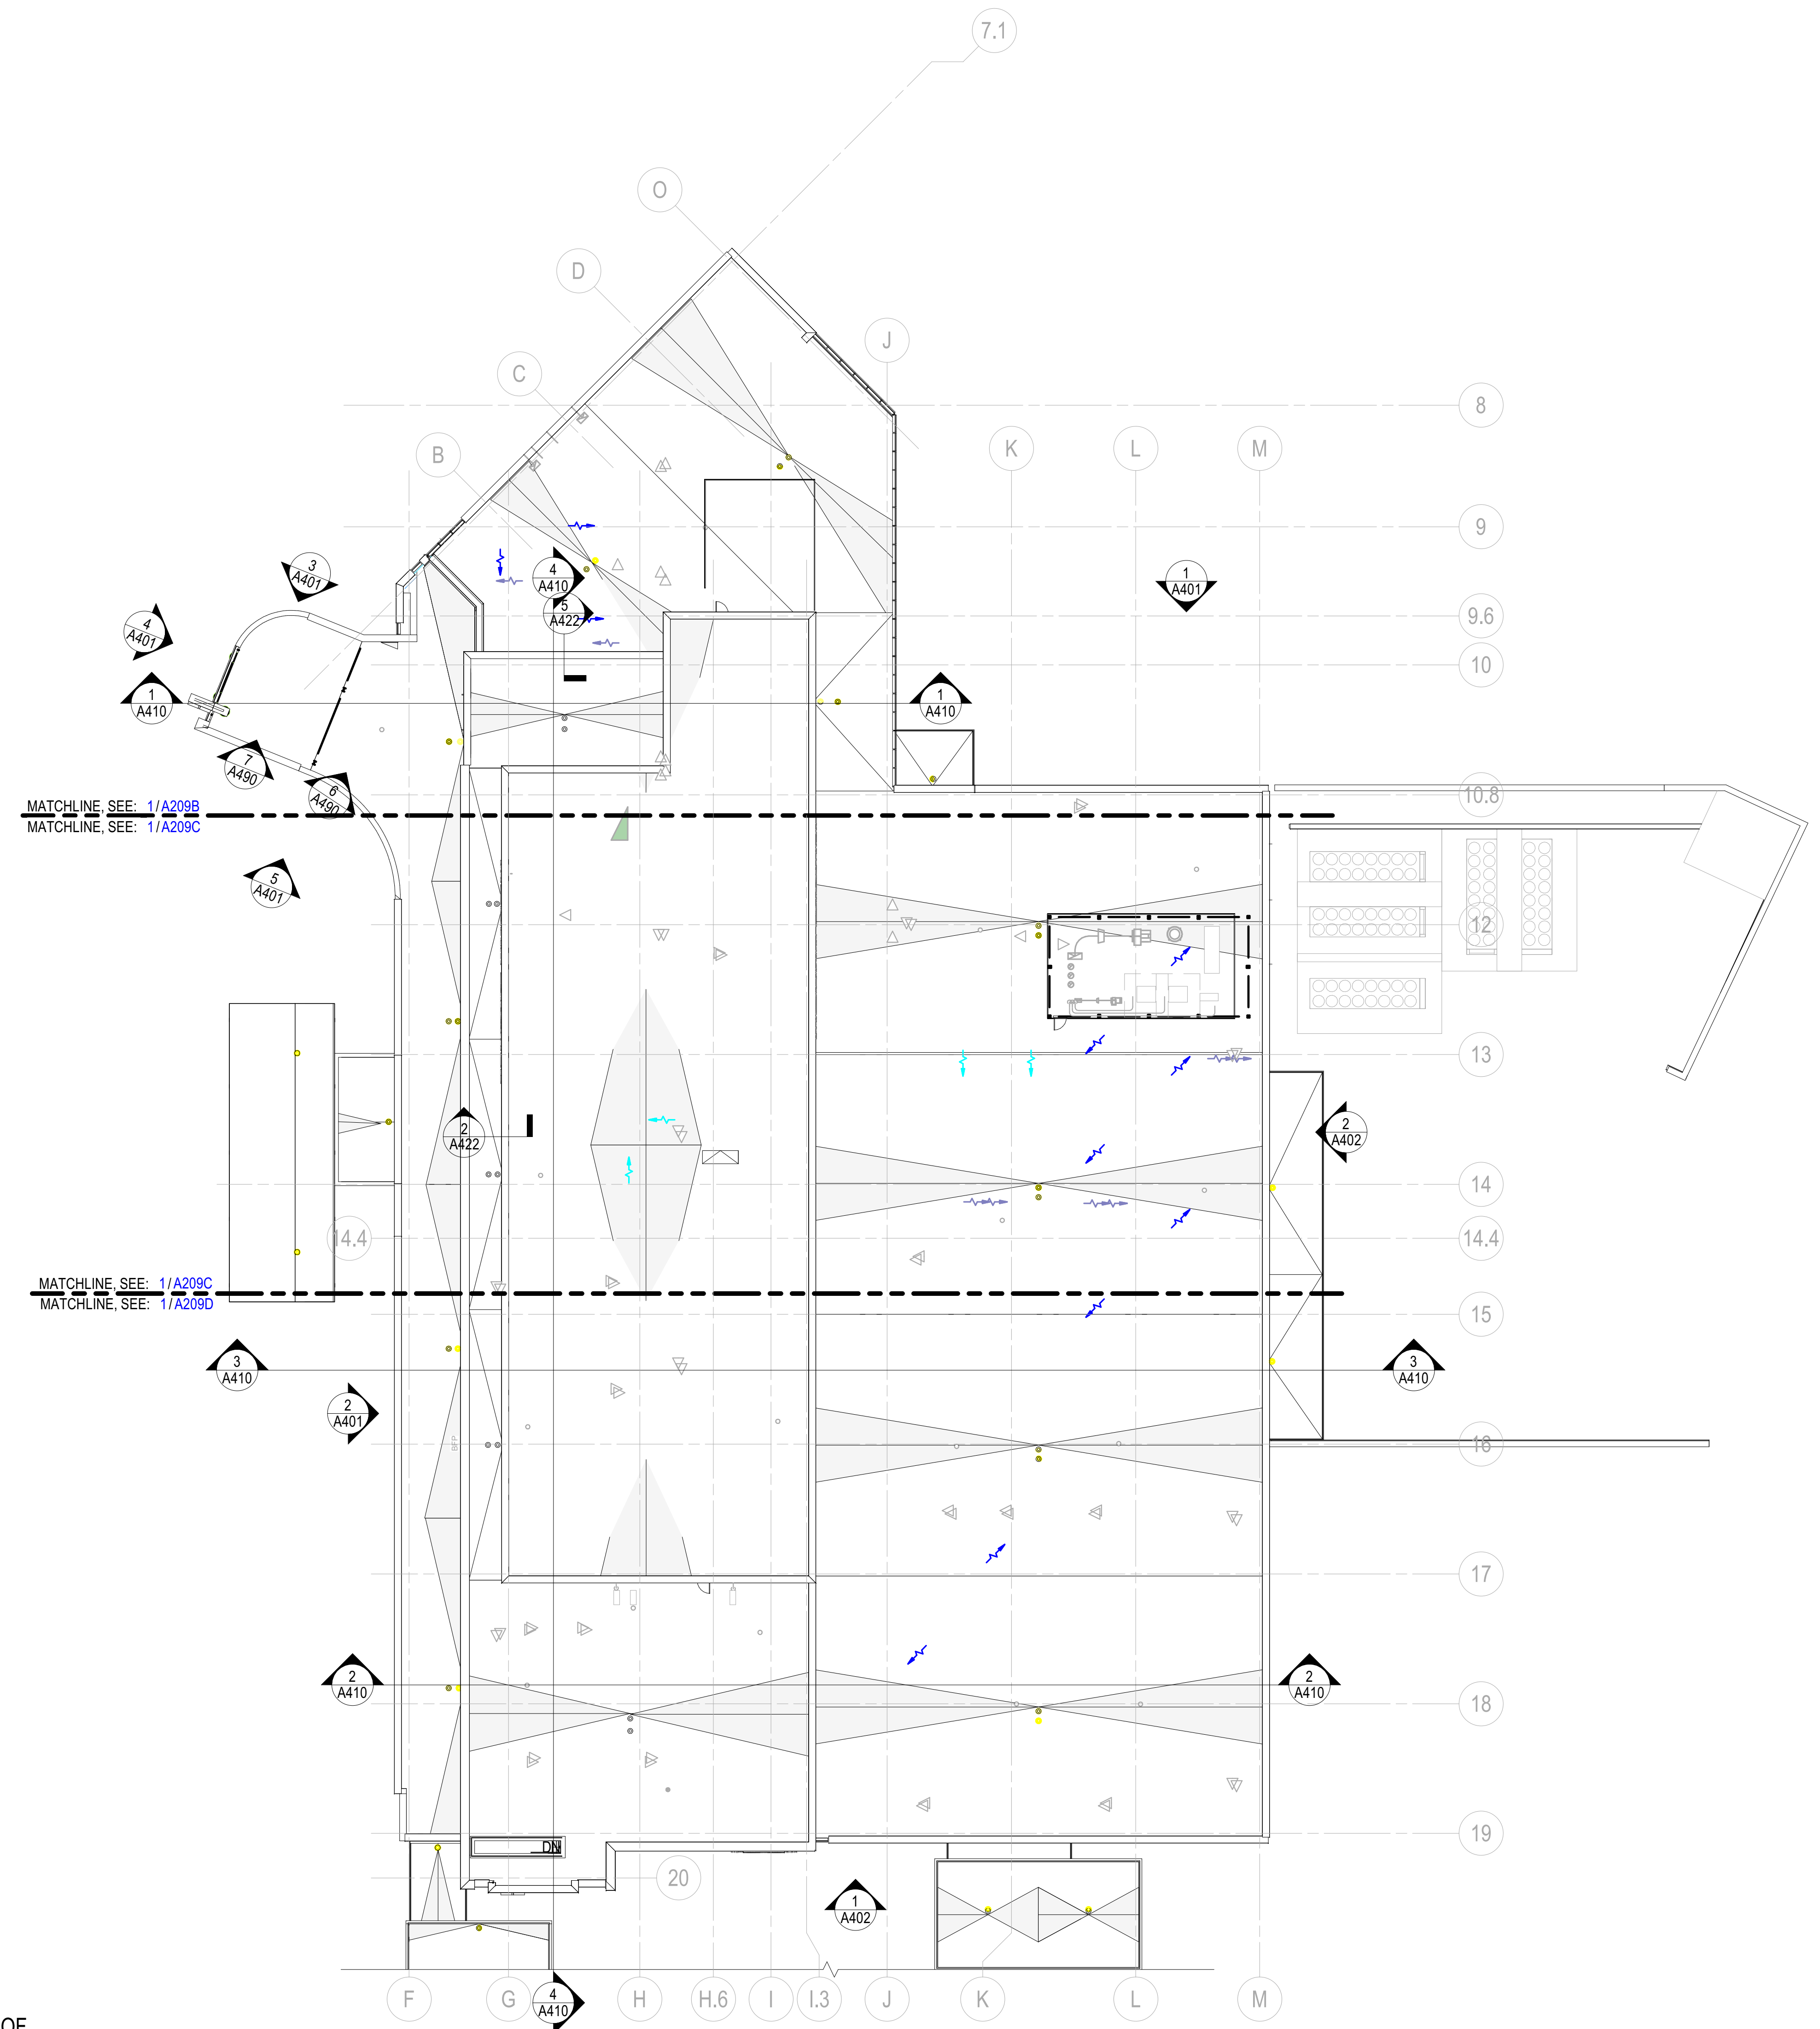 7.1
O
D
J
C
8
B
K
L
M
9
3
A401
4
A410
1
A401
5
A422
9.6
4
A401
10
1
A410
1
A410
7
A490
6
A490
10.8
MATCHLINE, SEE: 1 / A209B
MATCHLINE, SEE: 1 / A209C
5
A401
12
13
2
A422
2
A402
14
14.4
14.4
MATCHLINE, SEE: 1 / A209C
MATCHLINE, SEE: 1 / A209D
15
3
A410
3
A410
2
A401
BFP
16
17
2
A410
2
A410
18
19
DN
20
1
A402
F
G
4
A410
H
H.6
I
I.3
J
K
L
M
OF